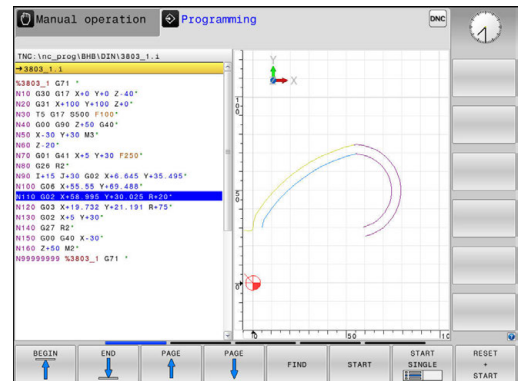 Manual operation
Programming
DNC
TNC:\nc_prog\BHB\DIN\3803_1.i
→3803_1.i
%3803_1 G71 *
N10 G30 G17 X+0 Y+0 Z-40*
N20 G31 X+100 Y+100 Z+0*
N30 T5 G17 S500 F100*
N40 G00 G90 Z+50 G40*
N50 X-30 Y+30 M3*
N60 Z-20*
N70 G01 G41 X+5 Y+30 F250*
N80 G26 R2*
N90 I+15 J+30 G02 X+6.645 Y+35.495*
N100 G06 X+55.55 Y+69.488*
N110 G02 X+58.995 Y+30.025 R+20*
N120 G03 X+19.732 Y+21.191 R+75*
N130 G02 X+5 Y+30*
N140 G27 R2*
N150 G00 G40 X-30*
N160 Z+50 M2*
N99999999 %3803_1 G71 *
Y
X
100
50
0
0
50
10
BEGIN
END
PAGE
PAGE
FIND
START
START
SINGLE
RESET
+
START